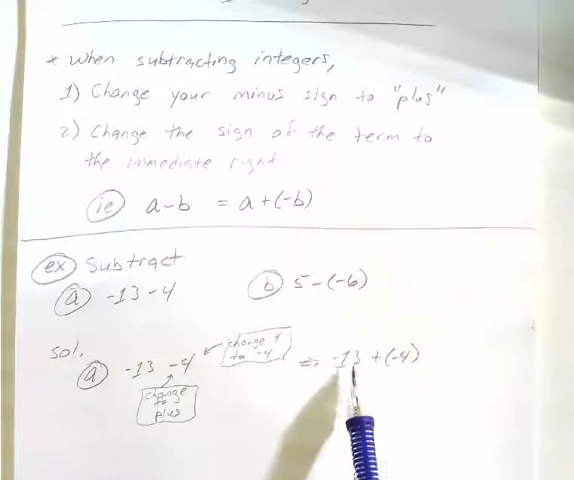 * When subtracting integers,
1) Change your minus sign to "plus"
2) Change the sign of the term to
the immediate right
ie a-b = a+(-b)
ex Subtract
a -13-4 b 5-(-6)
sol.
a -13 -4 change 4 to -4 ⇒ -13 +(-4)
change
to
plus